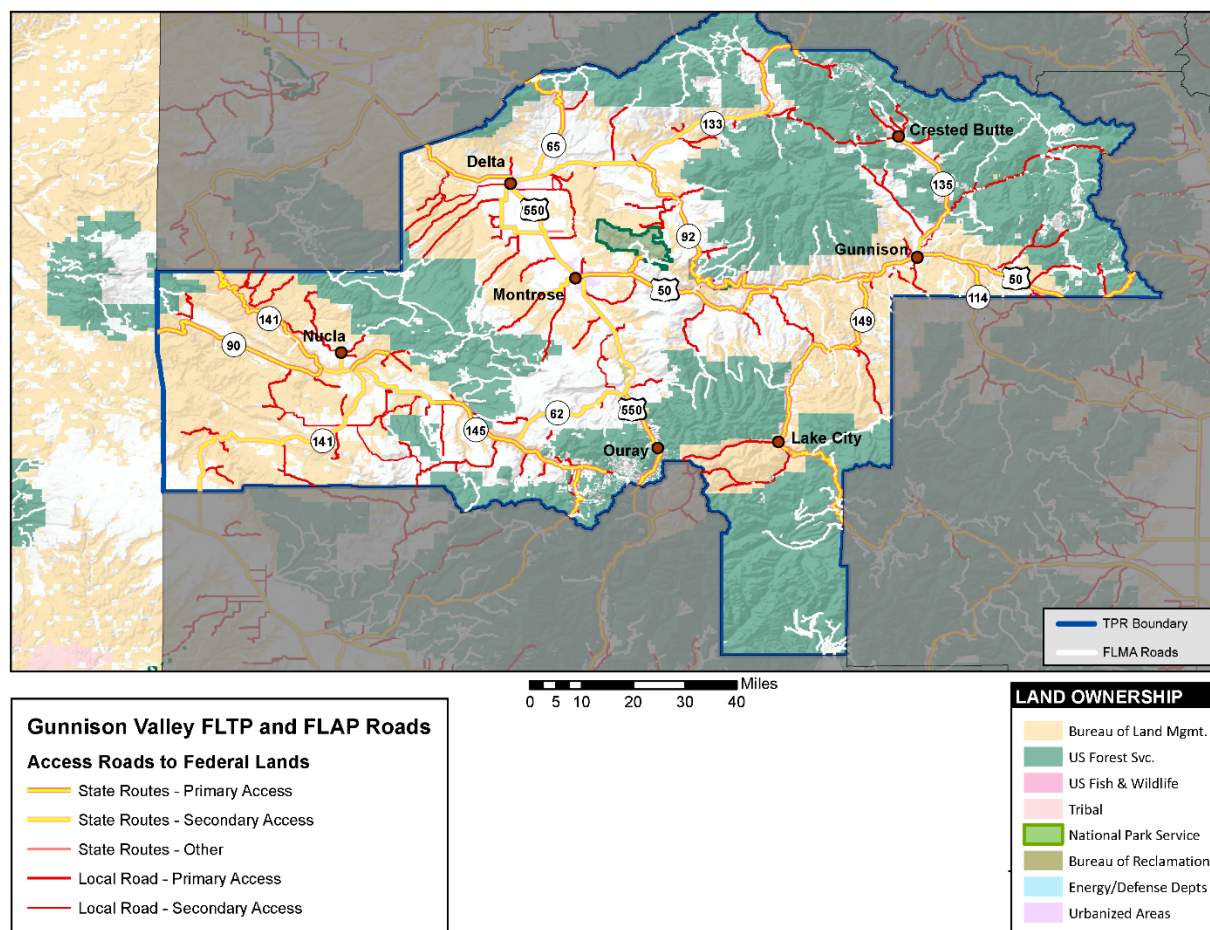 Crested Butte
133
65
Delta
135
550
92
Gunnison
Montrose
50
50
114
141
149
Nucla
90
62
550
145
141
Ouray
Lake City
TPR Boundary
FLMA Roads
Miles
0 5 10 20 30 40
Gunnison Valley FLTP and FLAP Roads
Access Roads to Federal Lands
State Routes - Primary Access
State Routes - Secondary Access
State Routes - Other
Local Road - Primary Access
Local Road - Secondary Access
LAND OWNERSHIP
Bureau of Land Mgmt.
US Forest Svc.
US Fish & Wildlife
Tribal
National Park Service
Bureau of Reclamation
Energy/Defense Depts
Urbanized Areas